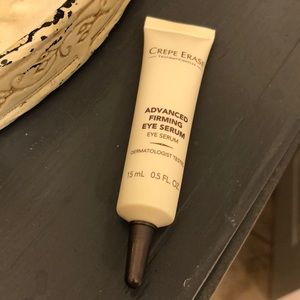 CREPE ERASE
ADVANCED
FIRMING
EYE SERUM
EYE SERUM
DERMATOLOGIST TESTED
15 mL 0.5 FL. OZ.